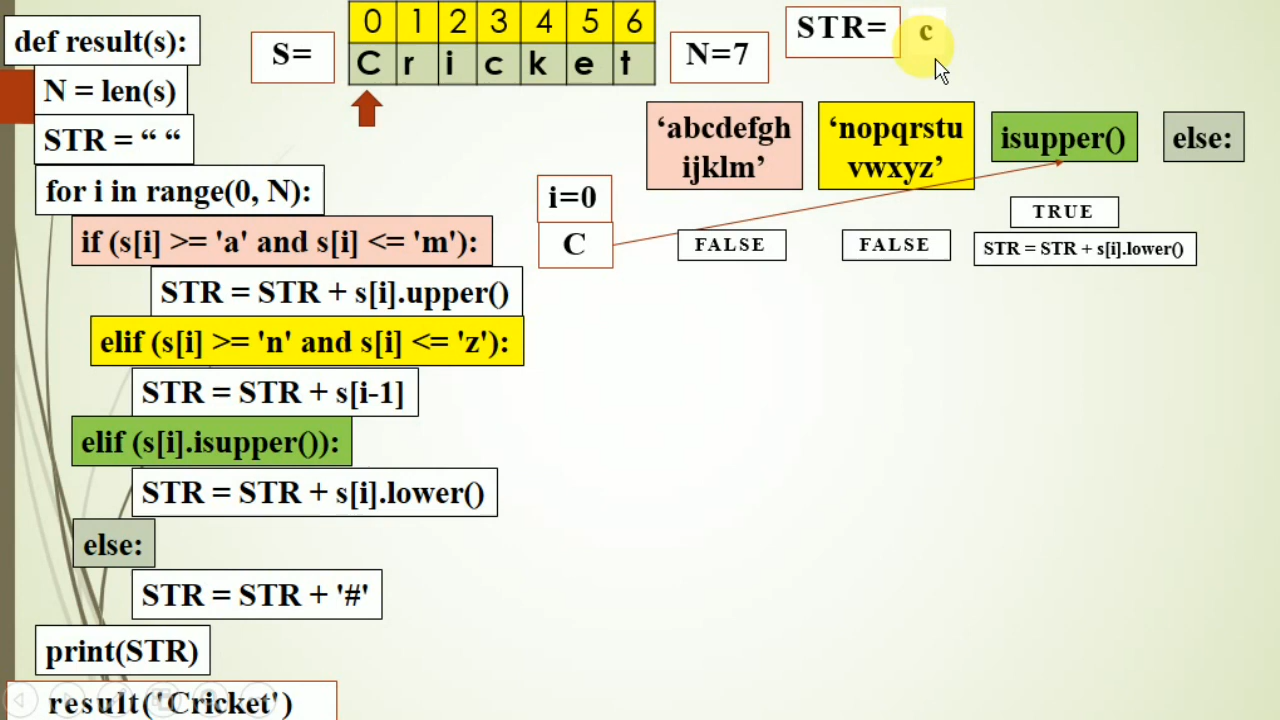 def result(s):
N = len(s)
STR = “ “
for i in range(0, N):
if (s[i] >= 'a' and s[i] <= 'm'):
STR = STR + s[i].upper()
elif (s[i] >= 'n' and s[i] <= 'z'):
STR = STR + s[i-1]
elif (s[i].isupper()):
STR = STR + s[i].lower()
else:
STR = STR + '#'
print(STR)
result('Cricket')
S=
0 1 2 3 4 5 6
C r i c k e t
N=7
STR= c
‘abcdefgh
ijklm’
‘nopqrstu
vwxyz’
isupper()
else:
i=0
C
FALSE
FALSE
TRUE
STR = STR + s[i].lower()